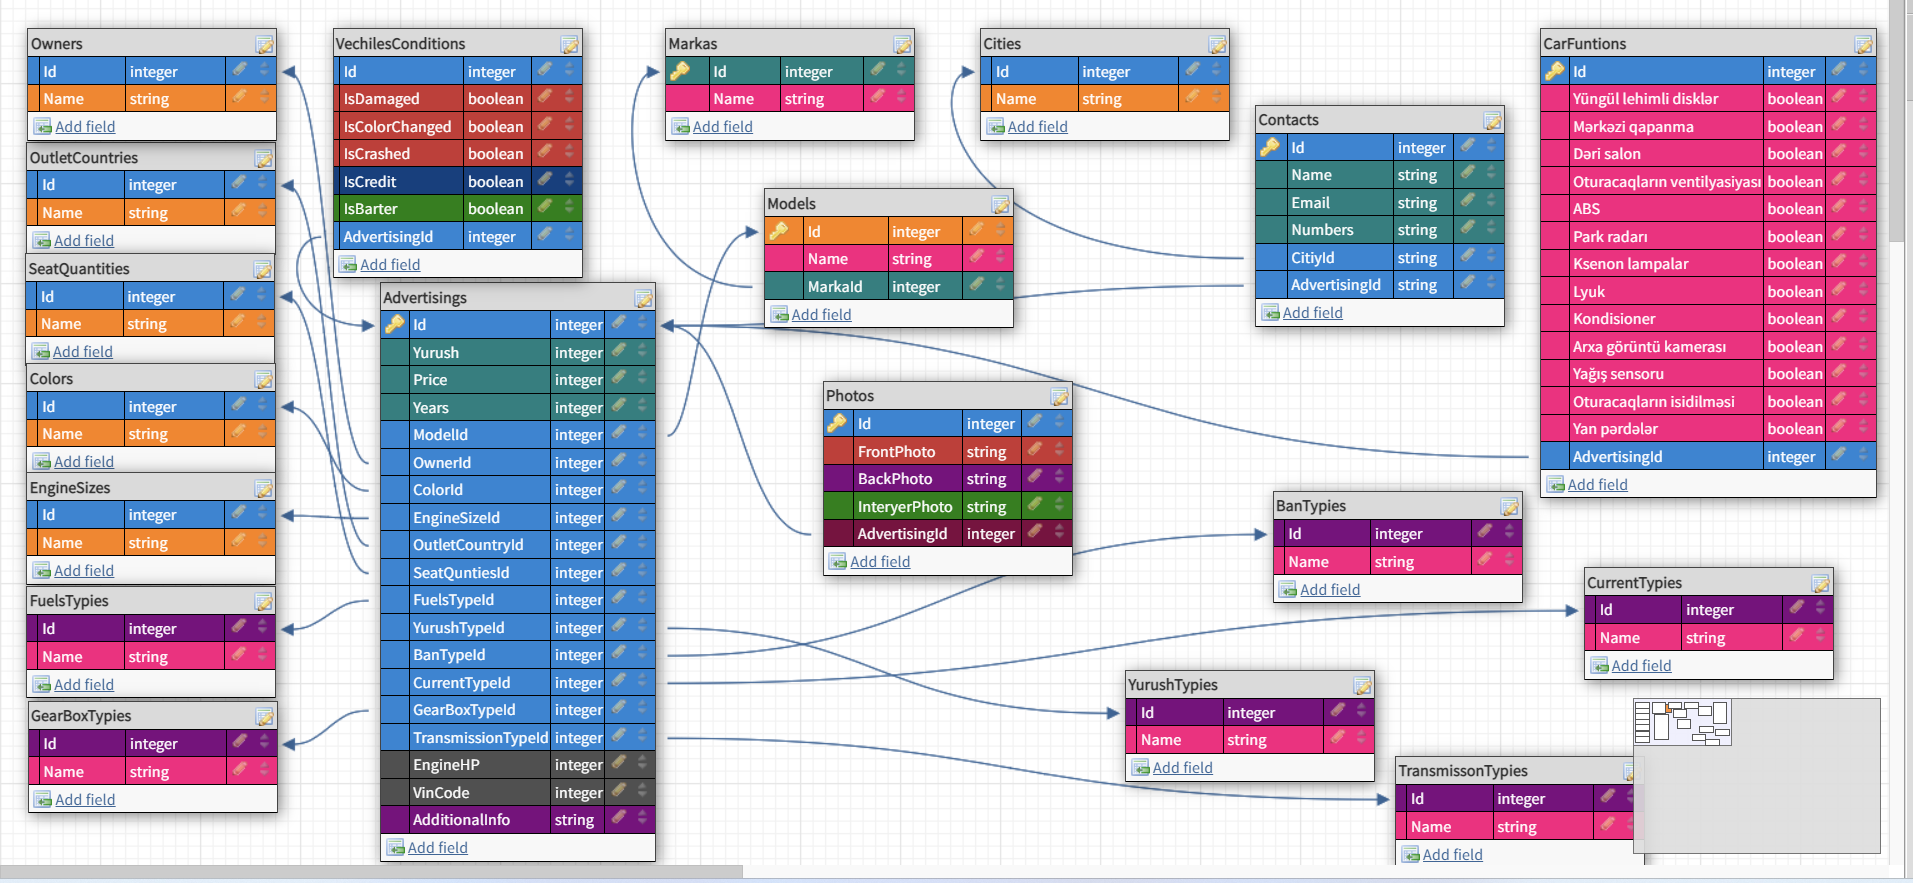 Owners
Id integer
Name string
Add field
OutletCountries
Id integer
Name string
Add field
SeatQuantities
Id integer
Name string
Add field
Colors
Id integer
Name string
Add field
EngineSizes
Id integer
Name string
Add field
FuelsTypies
Id integer
Name string
Add field
GearBoxTypies
Id integer
Name string
Add field
VechilesConditions
Id integer
IsDamaged boolean
IsColorChanged boolean
IsCrashed boolean
IsCredit boolean
IsBarter boolean
AdvertisingId integer
Add field
Advertisings
Id integer
Yurush integer
Price integer
Years integer
ModelId integer
OwnerId integer
ColorId integer
EngineSizeId integer
OutletCountryId integer
SeatQuntiesId integer
FuelsTypeId integer
YurushTypeId integer
BanTypeId integer
CurrentTypeId integer
GearBoxTypeId integer
TransmissionTypeId integer
EngineHP integer
VinCode integer
AdditionalInfo string
Add field
Markas
Id integer
Name string
Add field
Models
Id integer
Name string
MarkaId integer
Add field
Photos
Id integer
FrontPhoto string
BackPhoto string
InteryerPhoto string
AdvertisingId integer
Add field
Cities
Id integer
Name string
Add field
Contacts
Id integer
Name string
Email string
Numbers string
CitiyId string
AdvertisingId string
Add field
CarFuntions
Id integer
Yüngül lehimli disklər boolean
Mərkəzi qapanma boolean
Dəri salon boolean
Oturacaqların ventilyasiyası boolean
ABS boolean
Park radarı boolean
Ksenon lampalar boolean
Lyuk boolean
Kondisioner boolean
Arxa görüntü kamerası boolean
Yağış sensoru boolean
Oturacaqların isidilməsi boolean
Yan pərdələr boolean
AdvertisingId integer
Add field
BanTypies
Id integer
Name string
Add field
CurrentTypies
Id integer
Name string
Add field
YurushTypies
Id integer
Name string
Add field
TransmissonTypies
Id integer
Name string
Add field